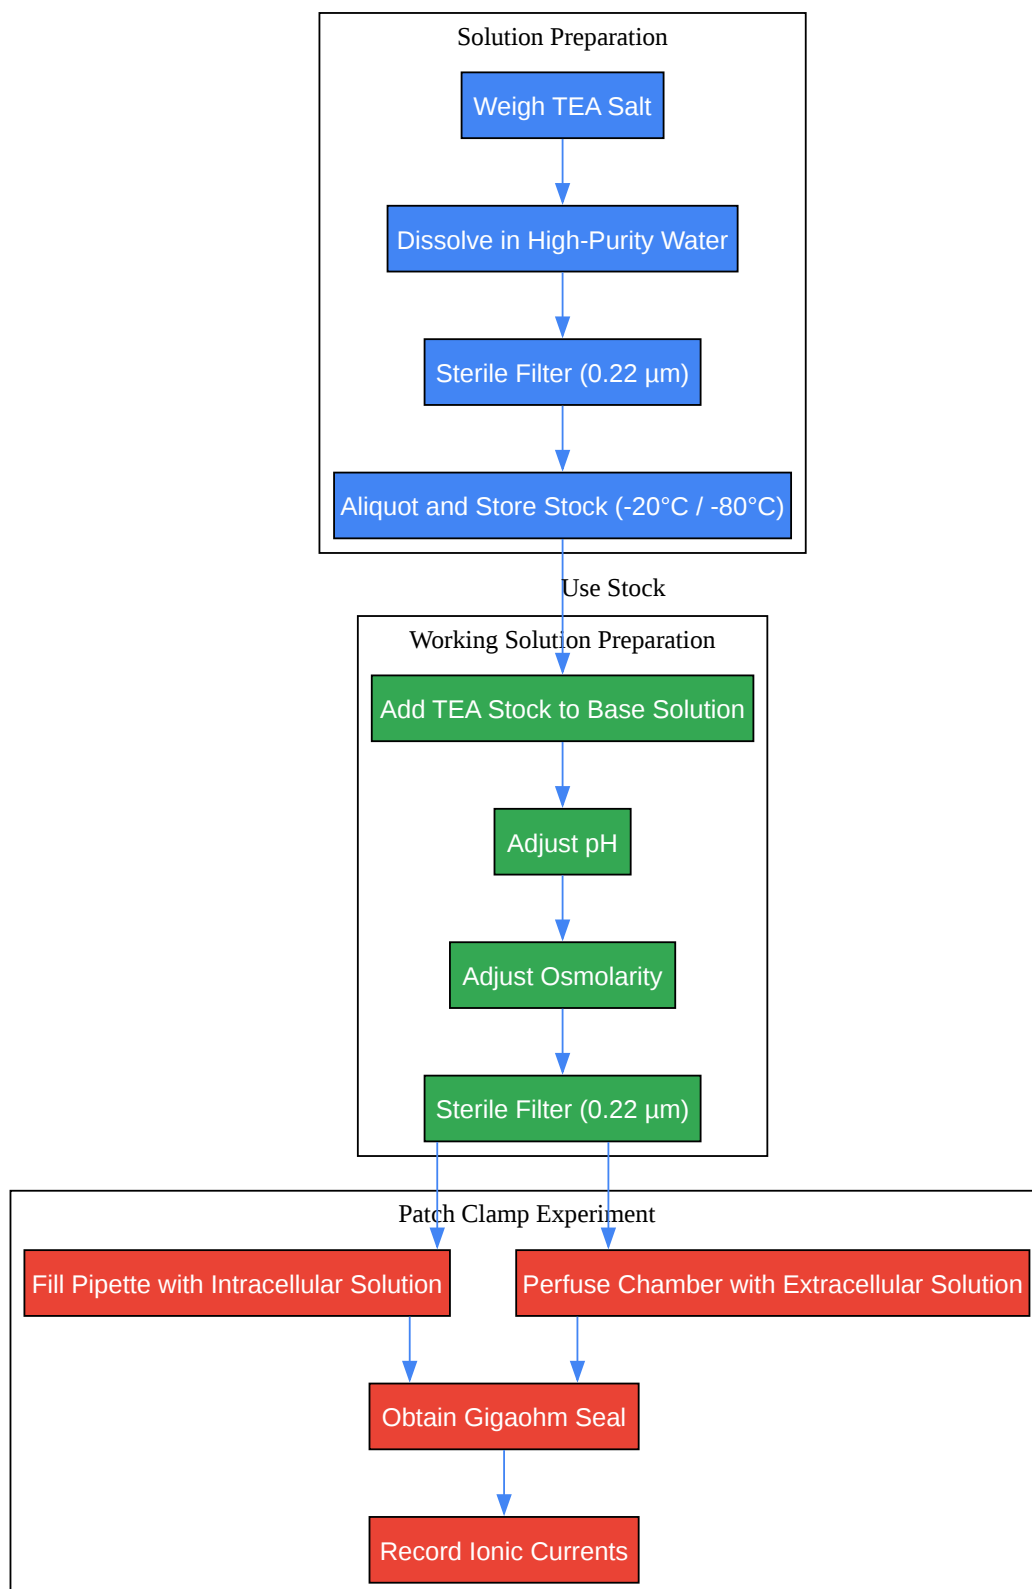 Solution Preparation
Weigh TEA Salt
Dissolve in High-Purity Water
Sterile Filter (0.22 µm)
Aliquot and Store Stock (-20°C / -80°C)
Use Stock
Working Solution Preparation
Add TEA Stock to Base Solution
Adjust pH
Adjust Osmolarity
Sterile Filter (0.22 µm)
Patch Clamp Experiment
Fill Pipette with Intracellular Solution
Perfuse Chamber with Extracellular Solution
Obtain Gigaohm Seal
Record Ionic Currents